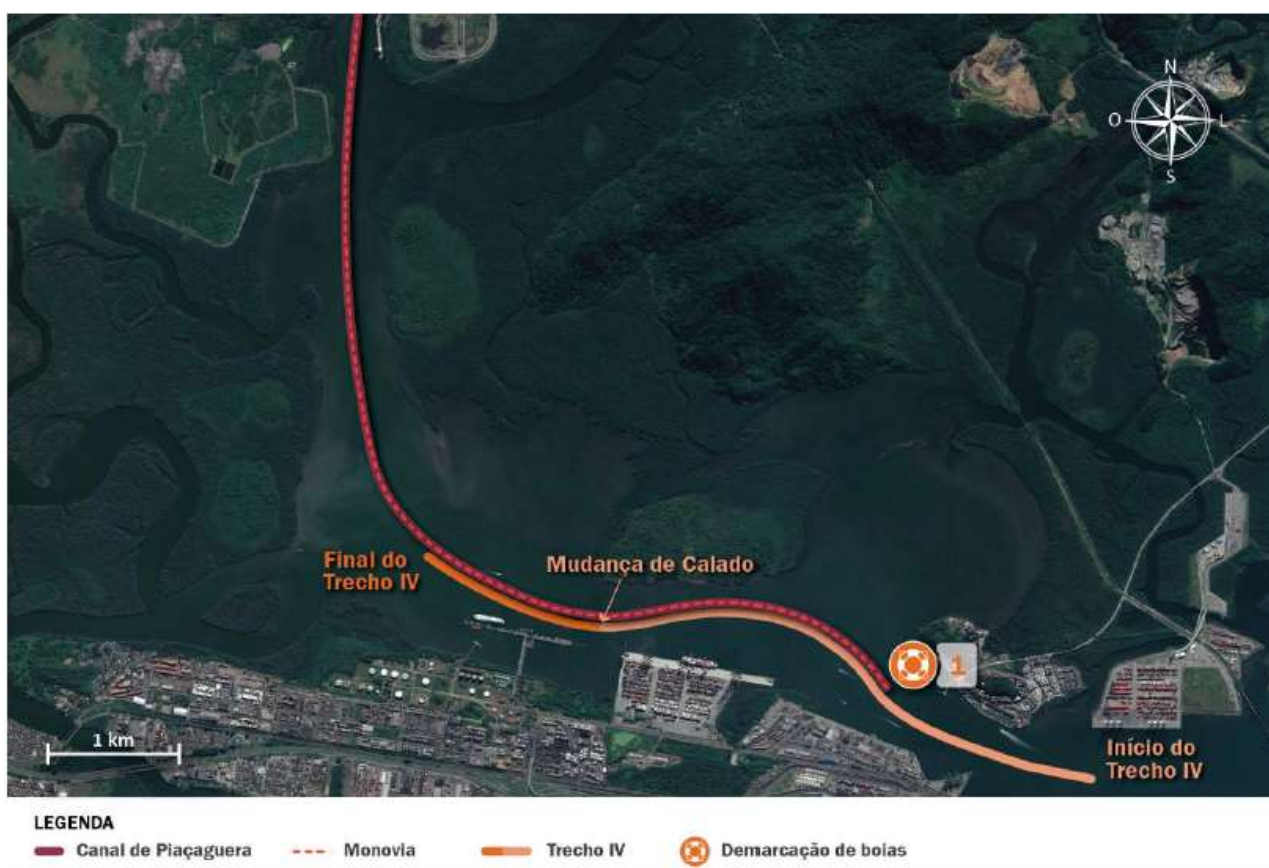 N
O
L
S
Final do
Trecho IV
Mudança de Calado
1
1 km
Início do
Trecho IV
LEGENDA
Canal de Piaçaguera
Monovia
Trecho IV
Demarcação de boias